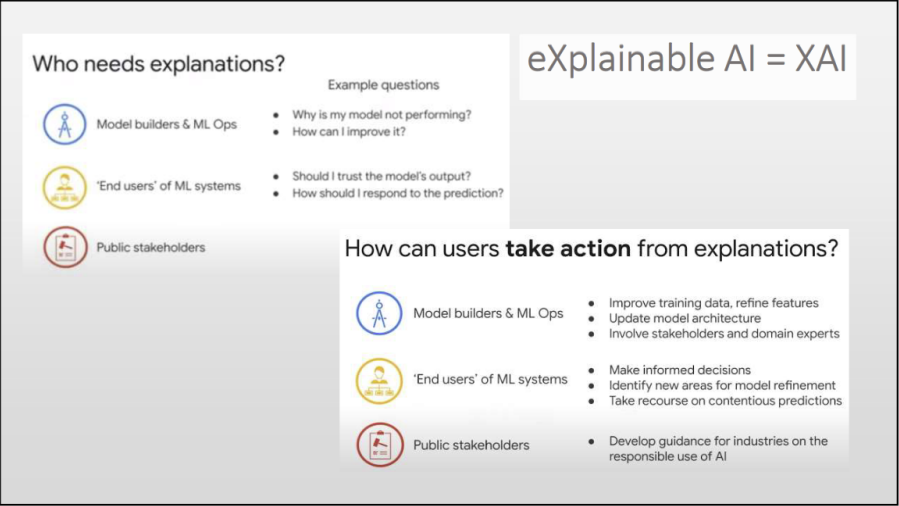 eXplainable AI = XAI
Who needs explanations?
Example questions
Model builders & ML Ops
• Why is my model not performing?
• How can I improve it?
'End users' of ML systems
• Should I trust the model's output?
• How should I respond to the prediction?
Public stakeholders
How can users take action from explanations?
Model builders & ML Ops
• Improve training data, refine features
• Update model architecture
• Involve stakeholders and domain experts
'End users' of ML systems
• Make informed decisions
• Identify new areas for model refinement
• Take recourse on contentious predictions
Public stakeholders
• Develop guidance for industries on the
responsible use of AI